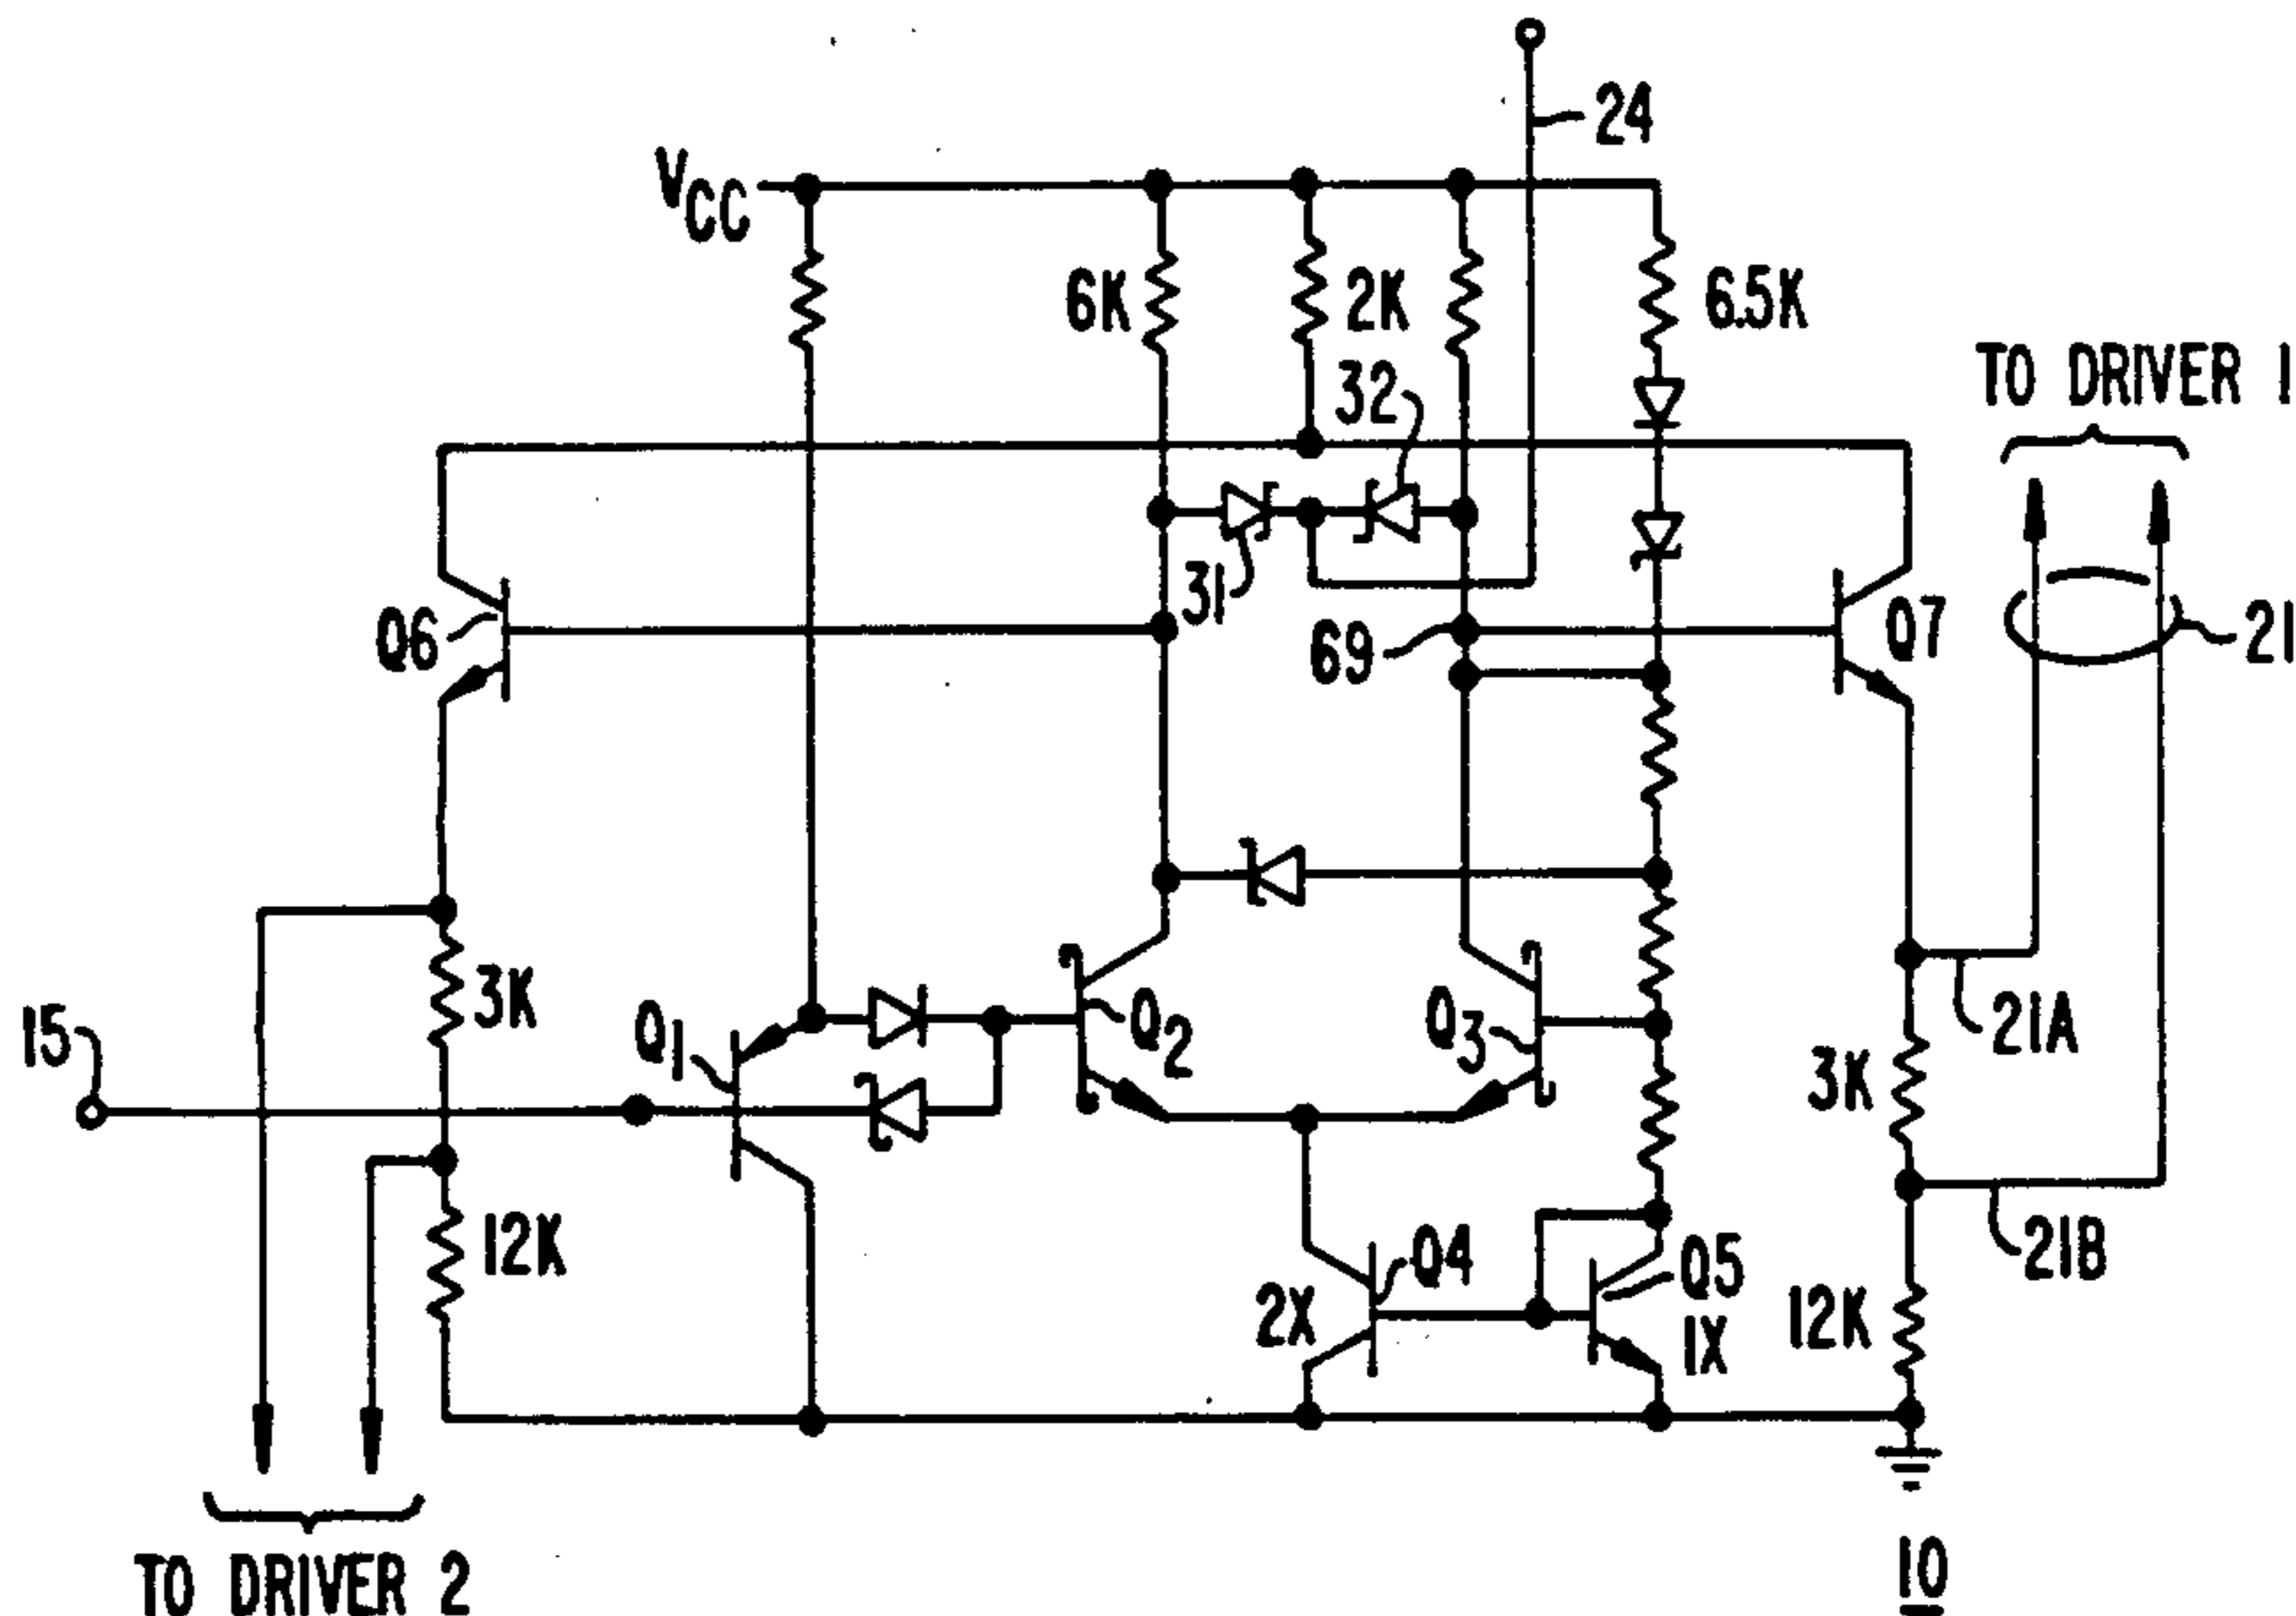 24
VCC
6K
2K
6.5K
32
TO DRIVER 1
31
Q6
69
Q7
21
15
3K
Q1
Q2
Q3
21A
3K
12K
Q4
2X
Q5
1X
21B
12K
TO DRIVER 2
10